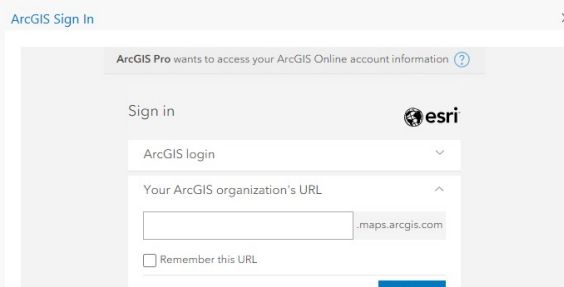 ArcGIS Sign In
ArcGIS Pro wants to access your ArcGIS Online account information ?
Sign in
esri
ArcGIS login
Your ArcGIS organization's URL
.maps.arcgis.com
Remember this URL